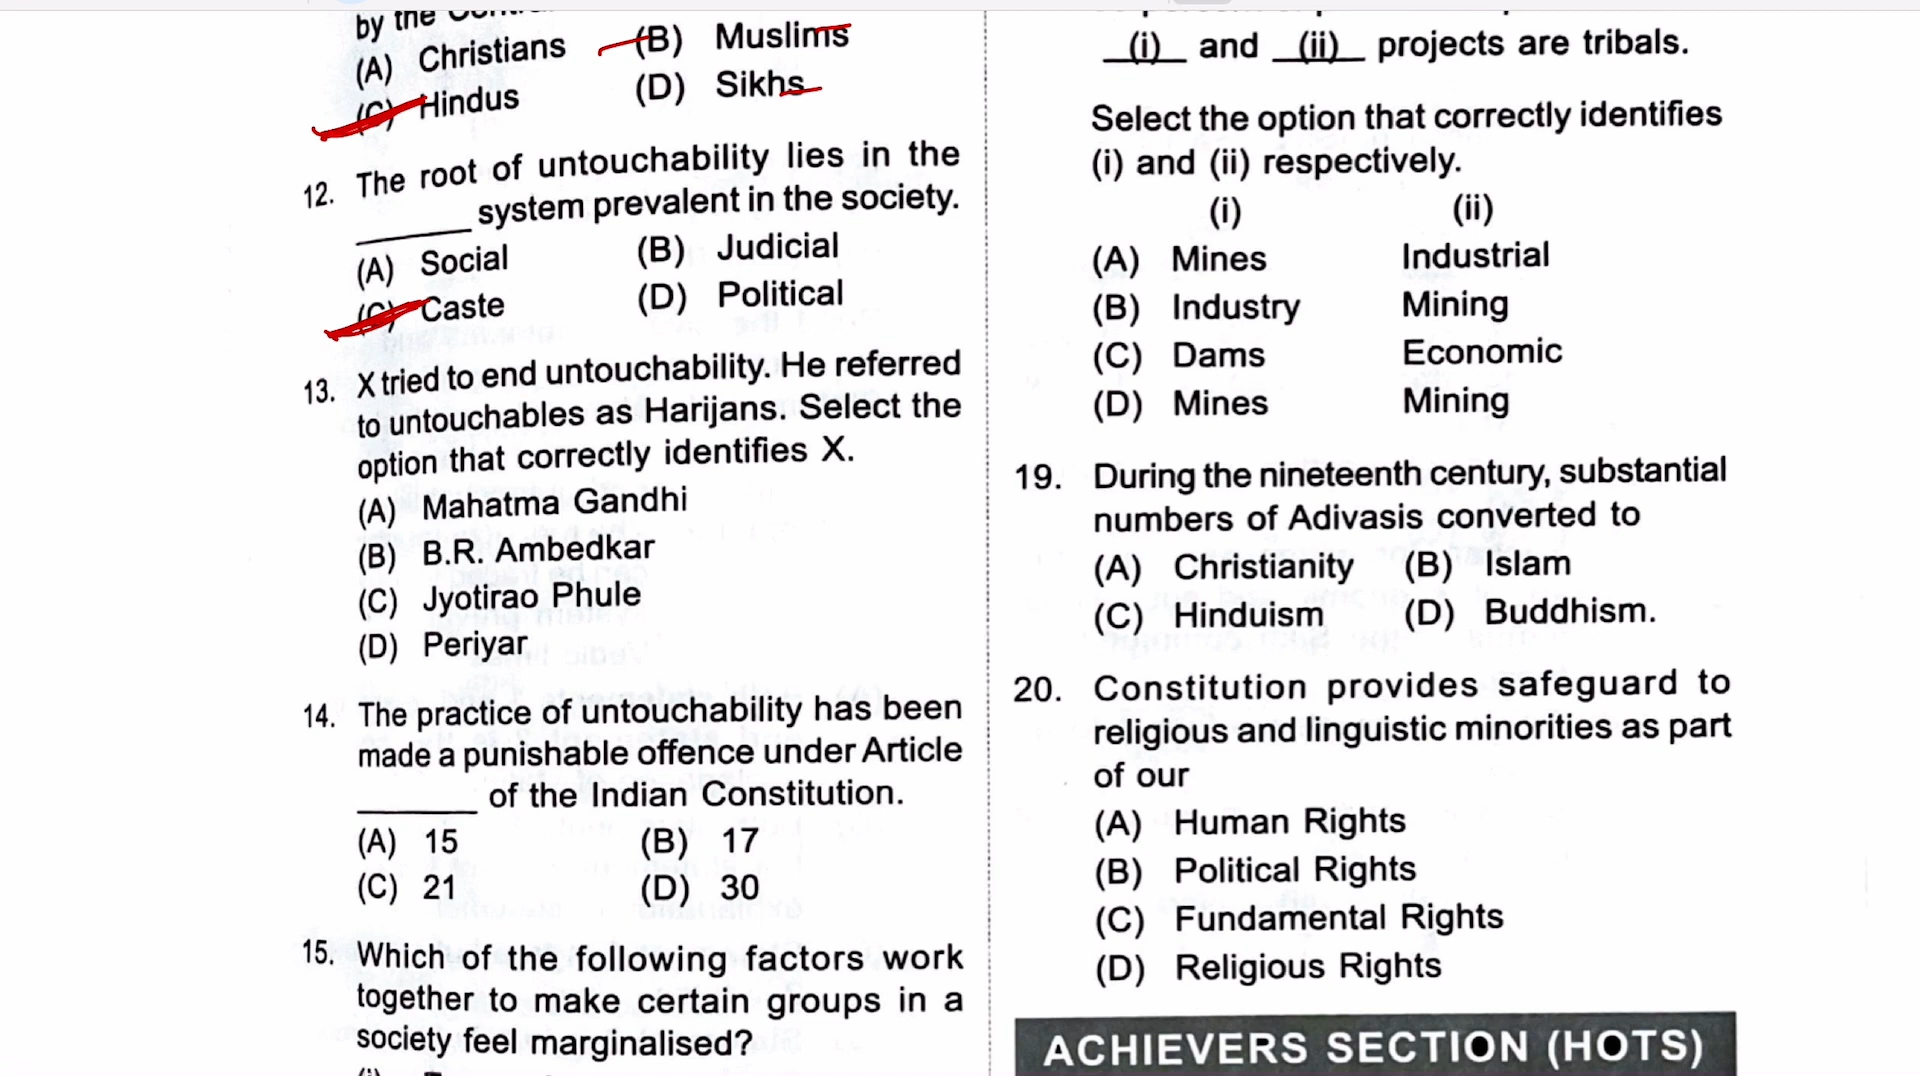 by the
(A) Christians (B) Muslims
(C) Hindus (D) Sikhs
12. The root of untouchability lies in the
______ system prevalent in the society.
(A) Social (B) Judicial
(C) Caste (D) Political
13. X tried to end untouchability. He referred
to untouchables as Harijans. Select the
option that correctly identifies X.
(A) Mahatma Gandhi
(B) B.R. Ambedkar
(C) Jyotirao Phule
(D) Periyar
14. The practice of untouchability has been
made a punishable offence under Article
______ of the Indian Constitution.
(A) 15 (B) 17
(C) 21 (D) 30
15. Which of the following factors work
together to make certain groups in a
society feel marginalised?
(i) and (ii) projects are tribals.
Select the option that correctly identifies
(i) and (ii) respectively.
(i) (ii)
(A) Mines Industrial
(B) Industry Mining
(C) Dams Economic
(D) Mines Mining
19. During the nineteenth century, substantial
numbers of Adivasis converted to
(A) Christianity (B) Islam
(C) Hinduism (D) Buddhism.
20. Constitution provides safeguard to
religious and linguistic minorities as part
of our
(A) Human Rights
(B) Political Rights
(C) Fundamental Rights
(D) Religious Rights
ACHIEVERS SECTION (HOTS)